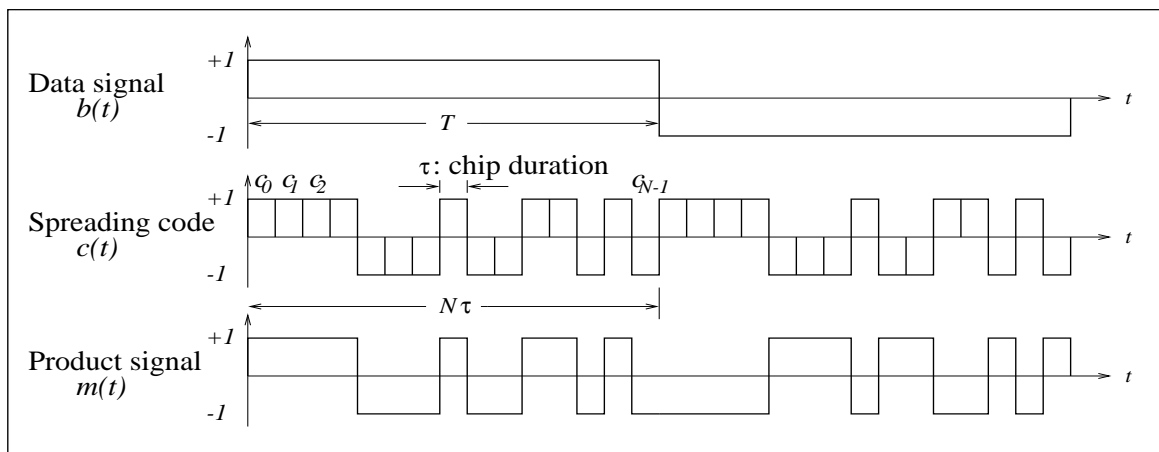 +1
Data signal
b(t)
-1
T
t
τ: chip duration
c0 c1 c2 cN-1
+1
Spreading code
c(t)
-1
t
Nτ
+1
Product signal
m(t)
-1
t